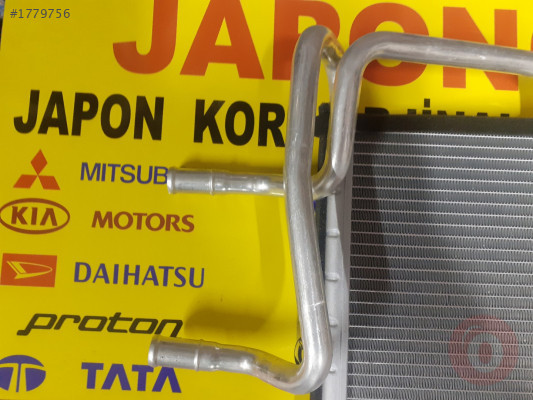 #1779756
JAPON
JAPON KOR
MITSUB
KIA MOTORS
DAIHATSU
proton
TATA